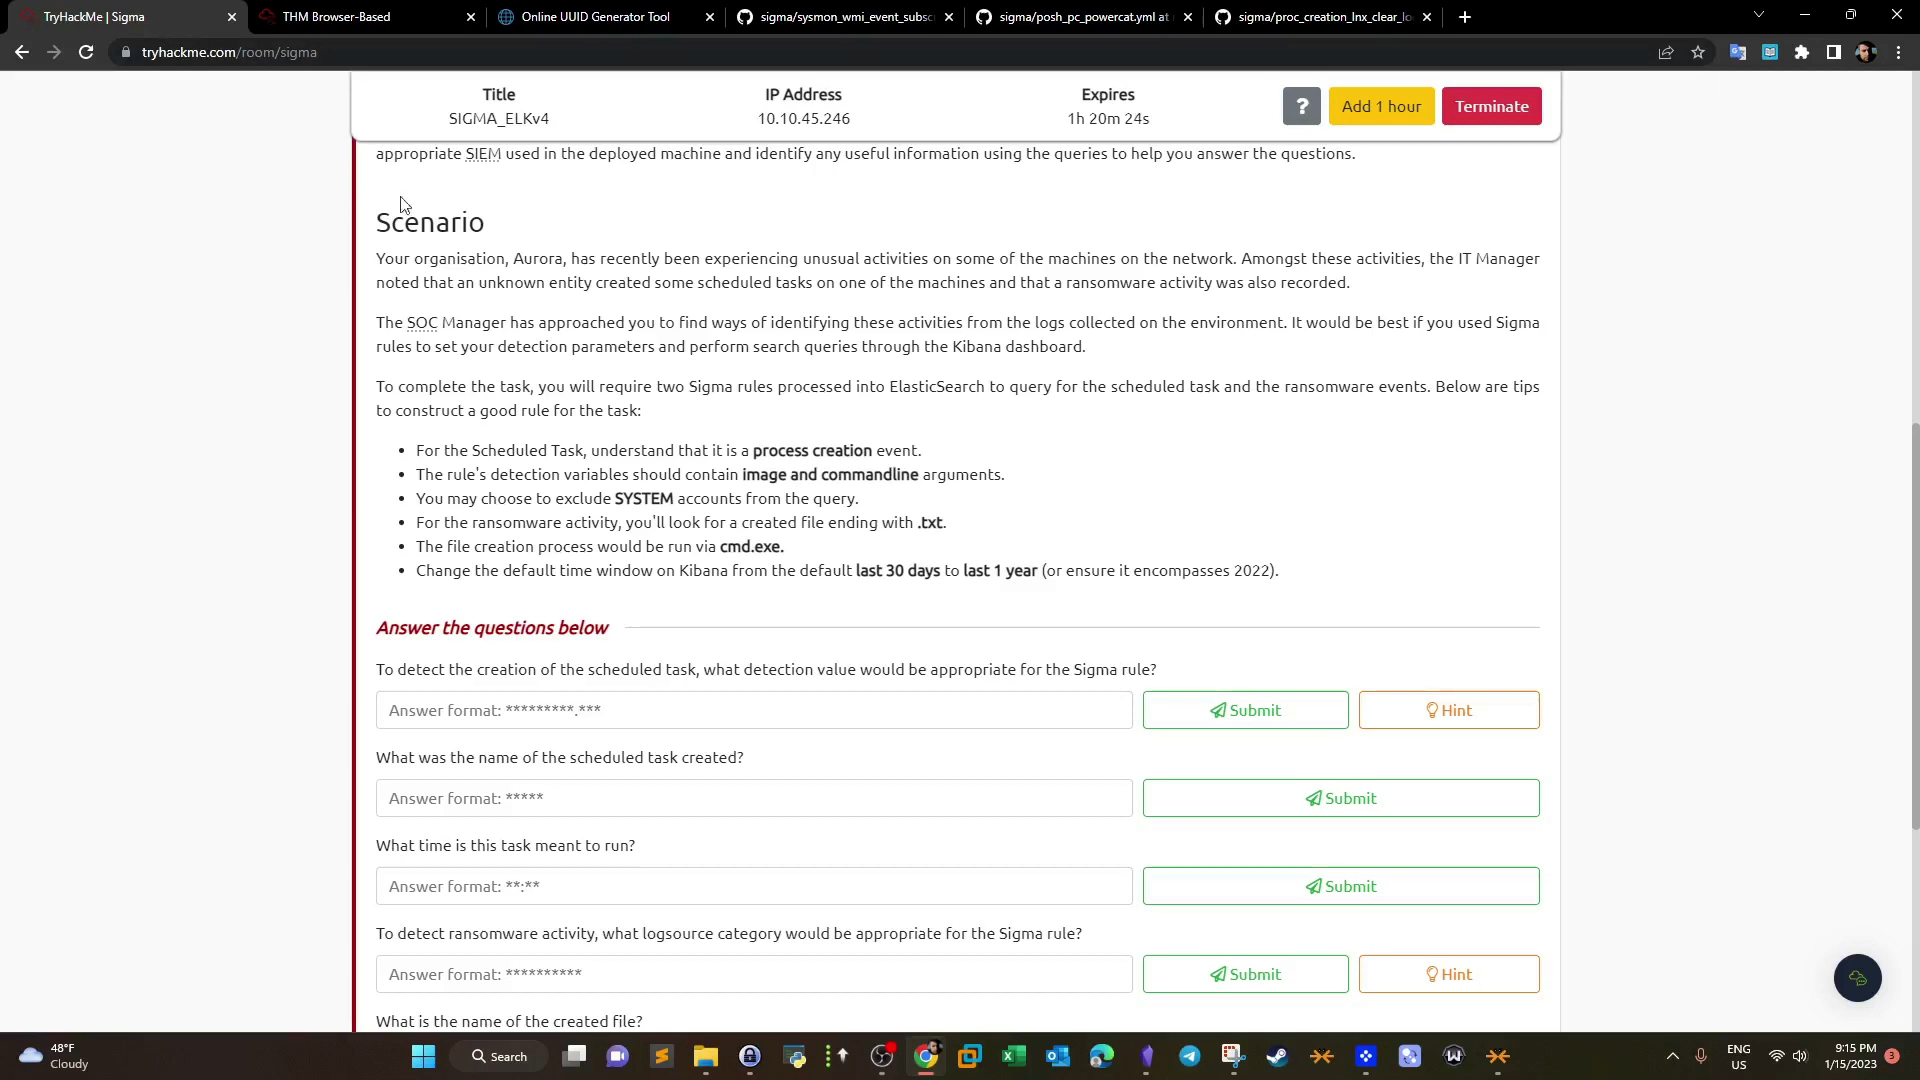 TryHackMe | Sigma
THM Browser-Based
Online UUID Generator Tool
sigma/sysmon_wmi_event_subsc
sigma/posh_pc_powercat.yml at
sigma/proc_creation_lnx_clear_lo
tryhackme.com/room/sigma
Title
SIGMA_ELKv4
IP Address
10.10.45.246
Expires
1h 20m 24s
?
Add 1 hour
Terminate
appropriate SIEM used in the deployed machine and identify any useful information using the queries to help you answer the questions.
Scenario
Your organisation, Aurora, has recently been experiencing unusual activities on some of the machines on the network. Amongst these activities, the IT Manager
noted that an unknown entity created some scheduled tasks on one of the machines and that a ransomware activity was also recorded.
The SOC Manager has approached you to find ways of identifying these activities from the logs collected on the environment. It would be best if you used Sigma
rules to set your detection parameters and perform search queries through the Kibana dashboard.
To complete the task, you will require two Sigma rules processed into ElasticSearch to query for the scheduled task and the ransomware events. Below are tips
to construct a good rule for the task:
• For the Scheduled Task, understand that it is a process creation event.
• The rule's detection variables should contain image and commandline arguments.
• You may choose to exclude SYSTEM accounts from the query.
• For the ransomware activity, you'll look for a created file ending with .txt.
• The file creation process would be run via cmd.exe.
• Change the default time window on Kibana from the default last 30 days to last 1 year (or ensure it encompasses 2022).
Answer the questions below
To detect the creation of the scheduled task, what detection value would be appropriate for the Sigma rule?
Answer format: *********.***
Submit
Hint
What was the name of the scheduled task created?
Answer format: *****
Submit
What time is this task meant to run?
Answer format: **:**
Submit
To detect ransomware activity, what logsource category would be appropriate for the Sigma rule?
Answer format: **********
Submit
Hint
What is the name of the created file?
48°F
Cloudy
Search
ENG
US
9:15 PM
1/15/2023
3